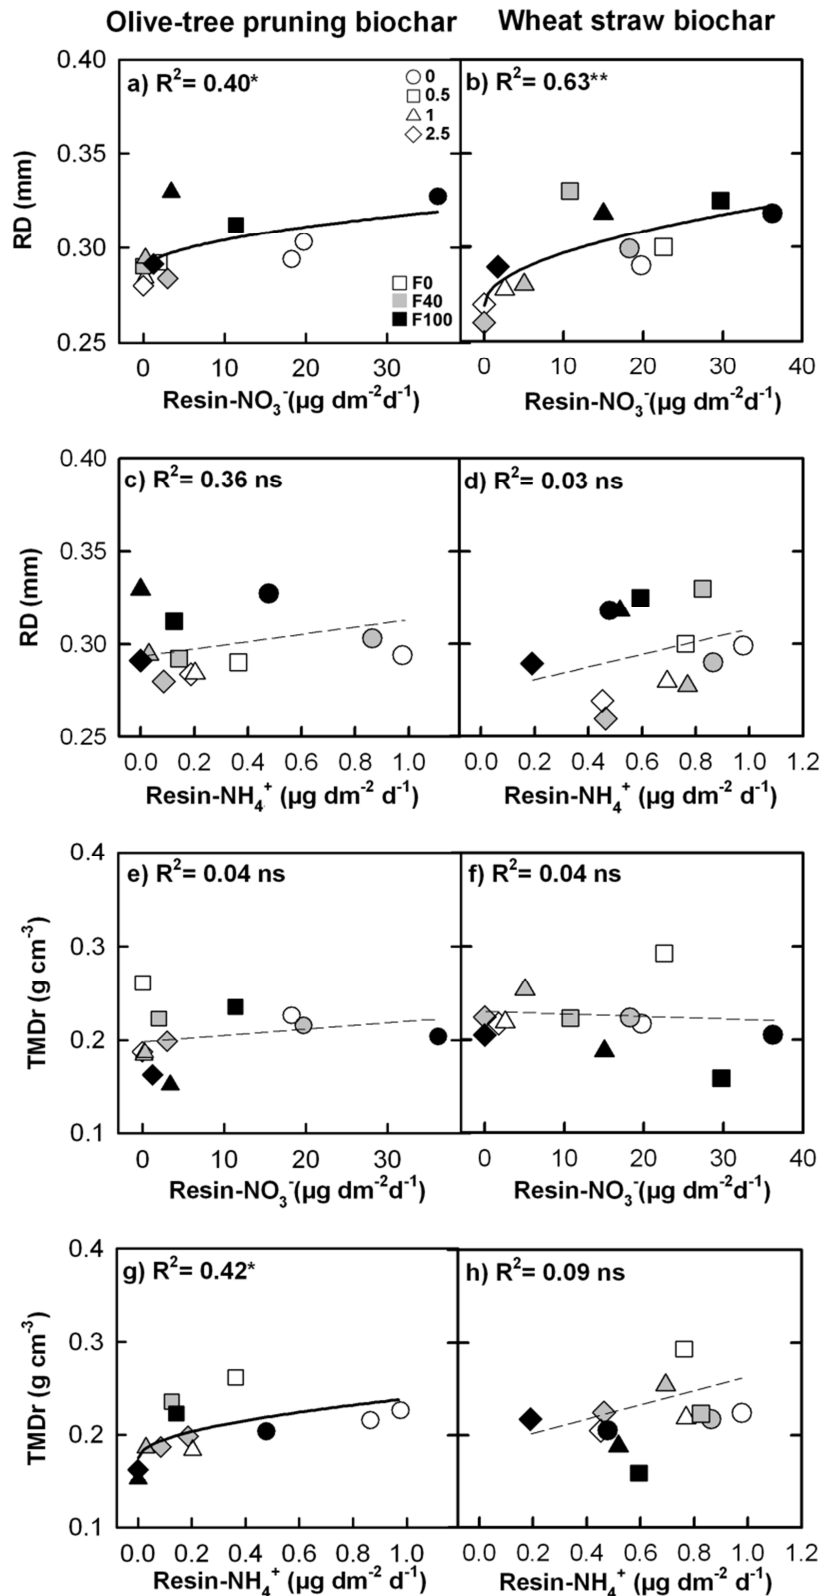 Olive-tree pruning biochar Wheat straw biochar
0.40
0.35
0.30
0.25
RD (mm)
a) R²= 0.40*
0
0.5
1
2.5
F0
F40
F100
0 10 20 30
Resin-NO₃⁻(µg dm⁻²d⁻¹)
b) R²= 0.63**
0 10 20 30 40
Resin-NO₃⁻(µg dm⁻²d⁻¹)
0.40
0.35
0.30
0.25
RD (mm)
c) R²= 0.36 ns
0.0 0.2 0.4 0.6 0.8 1.0
Resin-NH₄⁺ (µg dm⁻² d⁻¹)
d) R²= 0.03 ns
0.0 0.2 0.4 0.6 0.8 1.0 1.2
Resin-NH₄⁺ (µg dm⁻² d⁻¹)
0.4
0.3
0.2
0.1
TMDr (g cm⁻³)
e) R²= 0.04 ns
0 10 20 30
Resin-NO₃⁻(µg dm⁻²d⁻¹)
f) R²= 0.04 ns
0 10 20 30 40
Resin-NO₃⁻(µg dm⁻²d⁻¹)
0.4
0.3
0.2
0.1
TMDr (g cm⁻³)
g) R²= 0.42*
0.0 0.2 0.4 0.6 0.8 1.0
Resin-NH₄⁺ (µg dm⁻² d⁻¹)
h) R²= 0.09 ns
0.0 0.2 0.4 0.6 0.8 1.0 1.2
Resin-NH₄⁺ (µg dm⁻² d⁻¹)